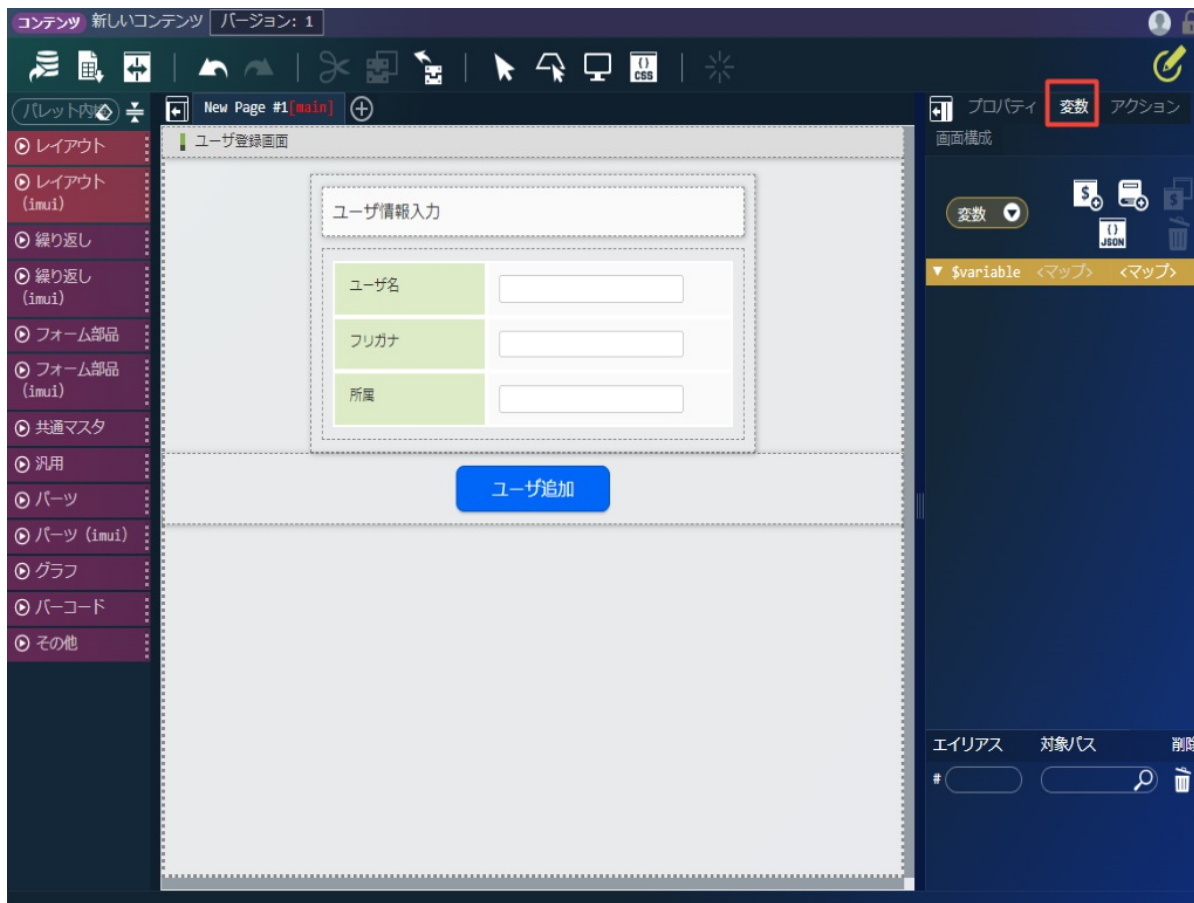 コンテンツ 新しいコンテンツ バージョン: 1
{} CSS
New Page #1[main]
プロパティ 変数 アクション
画面構成
レイアウト
レイアウト
(imui)
繰り返し
繰り返し
(imui)
フォーム部品
フォーム部品
(imui)
共通マスタ
汎用
パーツ
パーツ (imui)
グラフ
バーコード
その他
ユーザ登録画面
ユーザ情報入力
ユーザ名
フリガナ
所属
ユーザ追加
変数
{} JSON
$variable <マップ> <マップ>
エイリアス 対象パス
#